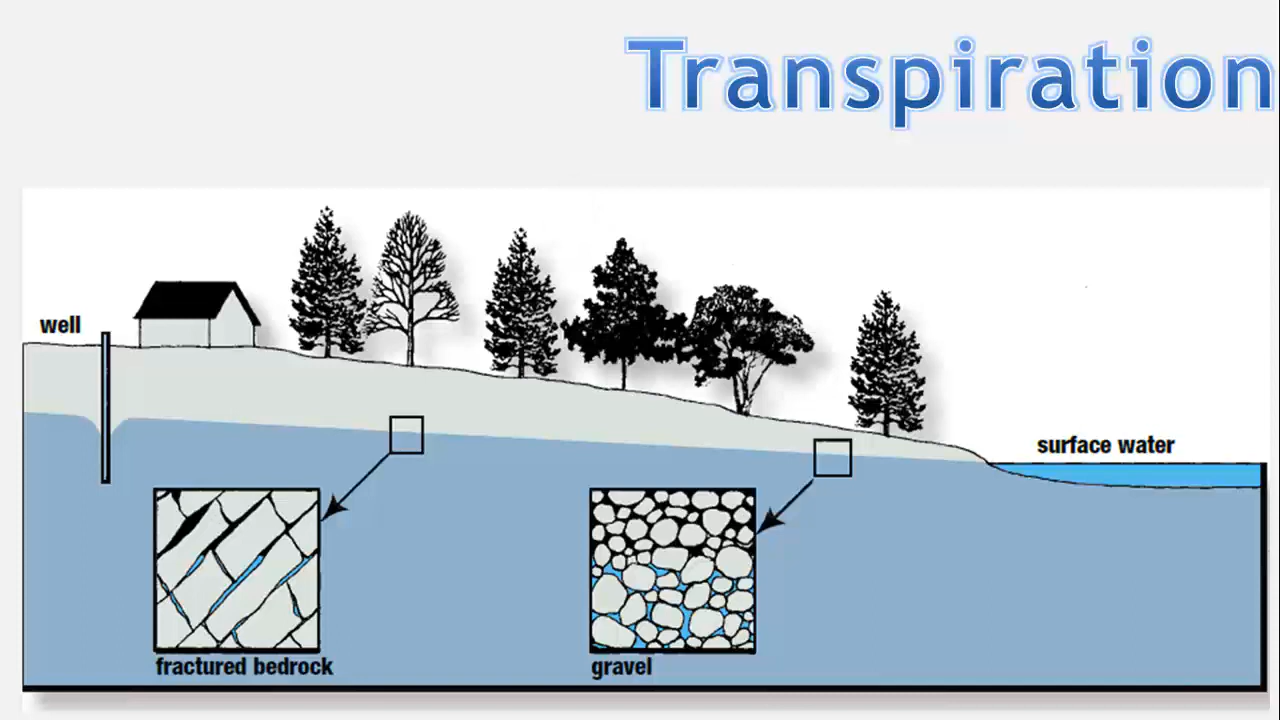 Transpiration
well
surface water
fractured bedrock
gravel